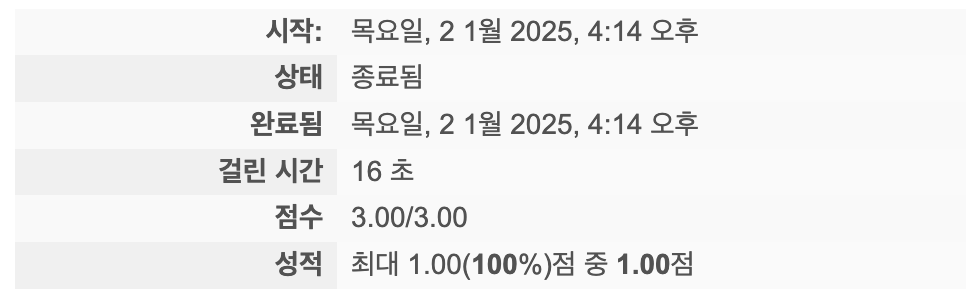 시작: 목요일, 2 1월 2025, 4:14 오후
상태 종료됨
완료됨 목요일, 2 1월 2025, 4:14 오후
걸린 시간 16 초
점수 3.00/3.00
성적 최대 1.00(100%)점 중 1.00점